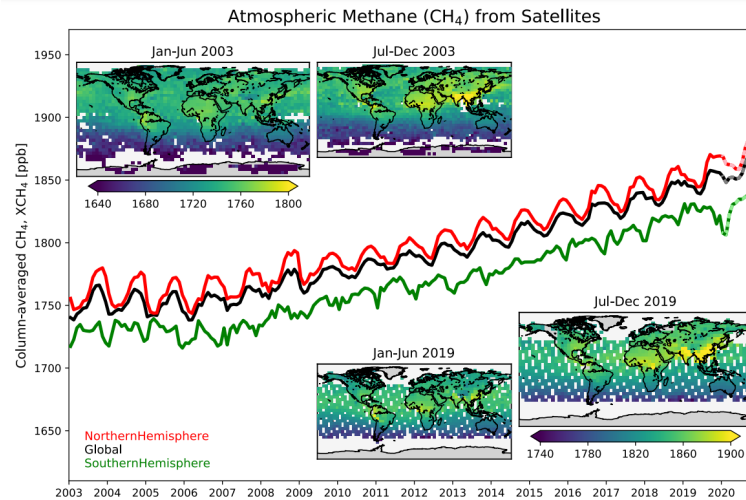 Atmospheric Methane (CH₄) from Satellites
Column-averaged CH₄, XCH₄ [ppb]
1950
1900
1850
1800
1750
1700
1650
Jan-Jun 2003
Jul-Dec 2003
1640 1680 1720 1760 1800
Jul-Dec 2019
Jan-Jun 2019
1740 1780 1820 1860 1900
NorthernHemisphere
Global
SouthernHemisphere
2003 2004 2005 2006 2007 2008 2009 2010 2011 2012 2013 2014 2015 2016 2017 2018 2019 2020